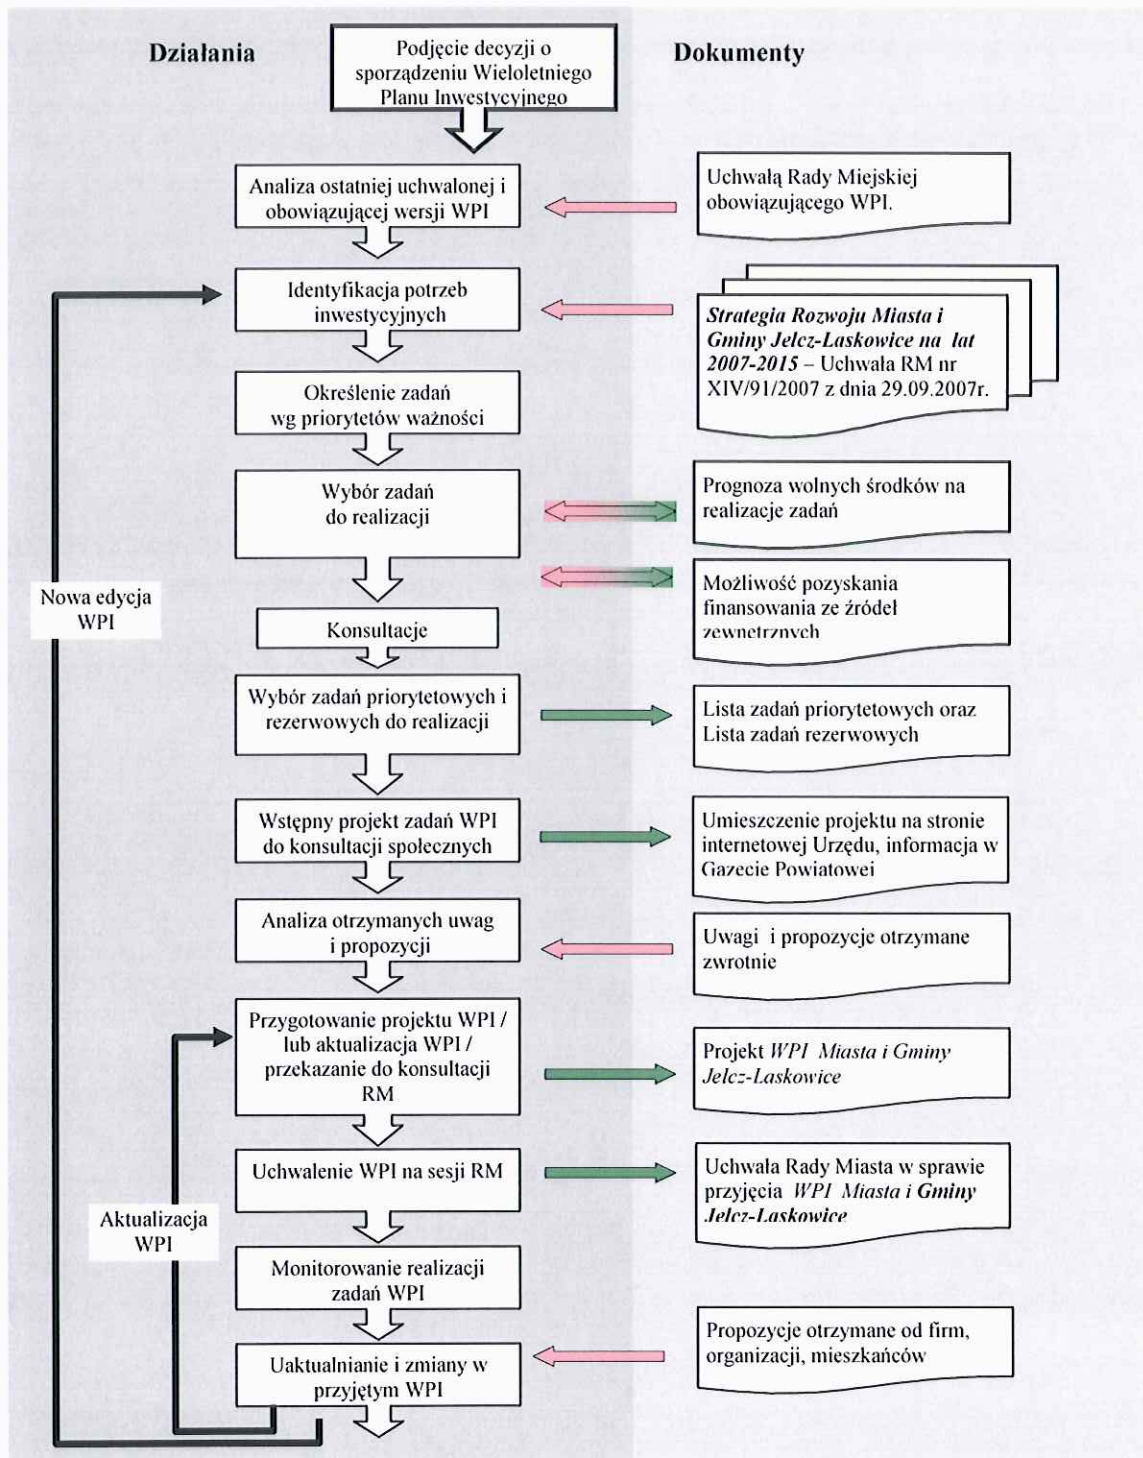 Działania
Podjęcie decyzji o
sporządzeniu Wieloletniego
Planu Inwestycyjnego
Dokumenty
Analiza ostatniej uchwalonej i
obowiązującej wersji WPI
Uchwałą Rady Miejskiej
obowiązującego WPI.
Identyfikacja potrzeb
inwestycyjnych
Strategia Rozwoju Miasta i
Gminy Jelcz-Laskowice na lat
2007-2015 – Uchwała RM nr
XIV/91/2007 z dnia 29.09.2007r.
Określenie zadań
wg priorytetów ważności
Wybór zadań
do realizacji
Prognoza wolnych środków na
realizacje zadań
Możliwość pozyskania
finansowania ze źródeł
zewnętrznych
Nowa edycja
WPI
Konsultacje
Wybór zadań priorytetowych i
rezerwowych do realizacji
Lista zadań priorytetowych oraz
Lista zadań rezerwowych
Wstępny projekt zadań WPI
do konsultacji społecznych
Umieszczenie projektu na stronie
internetowej Urzędu, informacja w
Gazecie Powiatowej
Analiza otrzymanych uwag
i propozycji
Uwagi i propozycje otrzymane
zwrotnie
Przygotowanie projektu WPI /
lub aktualizacja WPI /
przekazanie do konsultacji
RM
Projekt WPI Miasta i Gminy
Jelcz-Laskowice
Uchwalenie WPI na sesji RM
Uchwała Rady Miasta w sprawie
przyjęcia WPI Miasta i Gminy
Jelcz-Laskowice
Aktualizacja
WPI
Monitorowanie realizacji
zadań WPI
Uaktualnianie i zmiany w
przyjętym WPI
Propozycje otrzymane od firm,
organizacji, mieszkańców